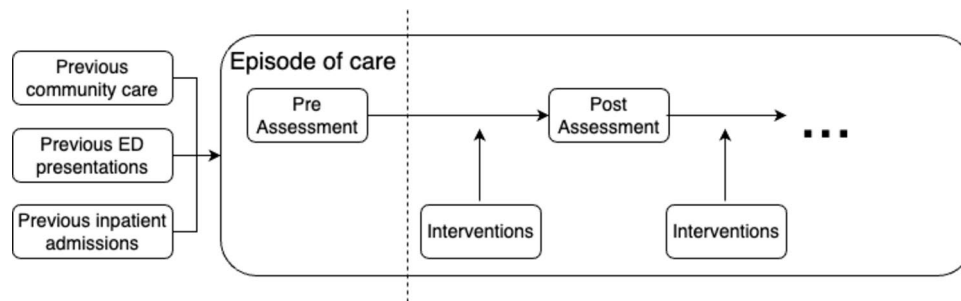 Previous
community care
Previous ED
presentations
Previous inpatient
admissions
Episode of care
Pre
Assessment
Post
Assessment
...
Interventions
Interventions